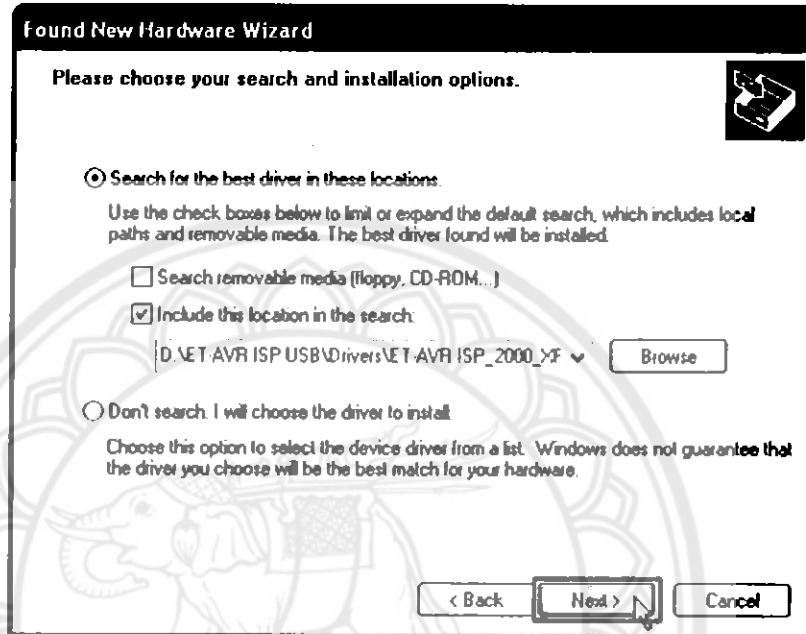 Found New Hardware Wizard
Please choose your search and installation options.
Search for the best driver in these locations.
Use the check boxes below to limit or expand the default search, which includes local
paths and removable media. The best driver found will be installed.
Search removable media (floppy, CD-ROM...)
Include this location in the search:
D:\ET-AVR ISP USB\Drivers\ET-AVR ISP_2000_XF
Browse
Don't search. I will choose the driver to install.
Choose this option to select the device driver from a list. Windows does not guarantee that
the driver you choose will be the best match for your hardware.
< Back
Next >
Cancel